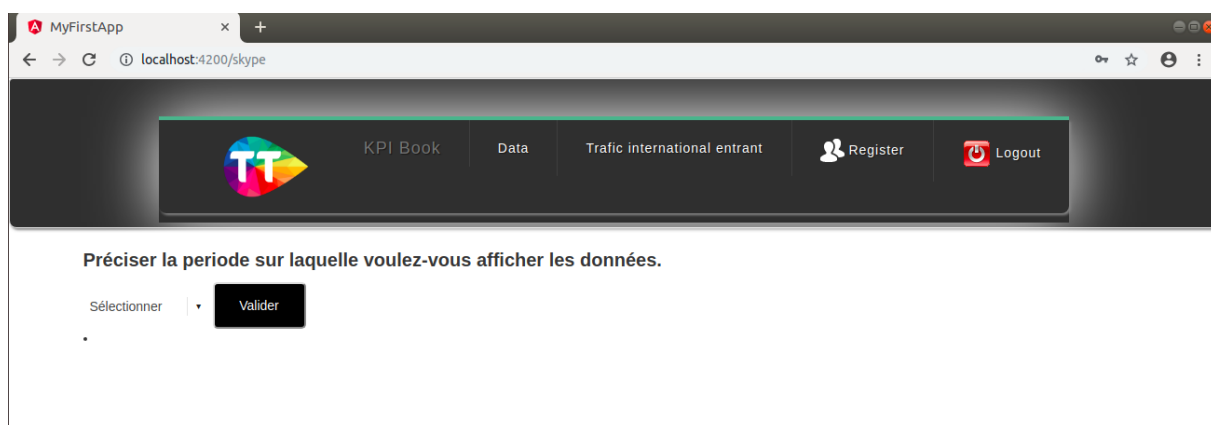 MyFirstApp
localhost:4200/skype
TT KPI Book Data Trafic international entrant Register Logout
Préciser la periode sur laquelle voulez-vous afficher les données.
Sélectionner Valider